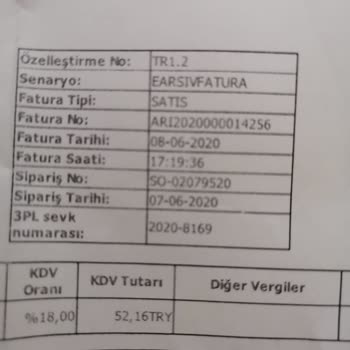 Özelleştirme No: TR1.2
Senaryo: EARSIVFATURA
Fatura Tipi: SATIS
Fatura No: ARI2020000014256
Fatura Tarihi: 08-06-2020
Fatura Saati: 17:19:36
Sipariş No: SO-02079520
Sipariş Tarihi: 07-06-2020
3PL sevk
numarası: 2020-8169
KDV
Oranı KDV Tutarı Diğer Vergiler
%18,00 52,16TRY